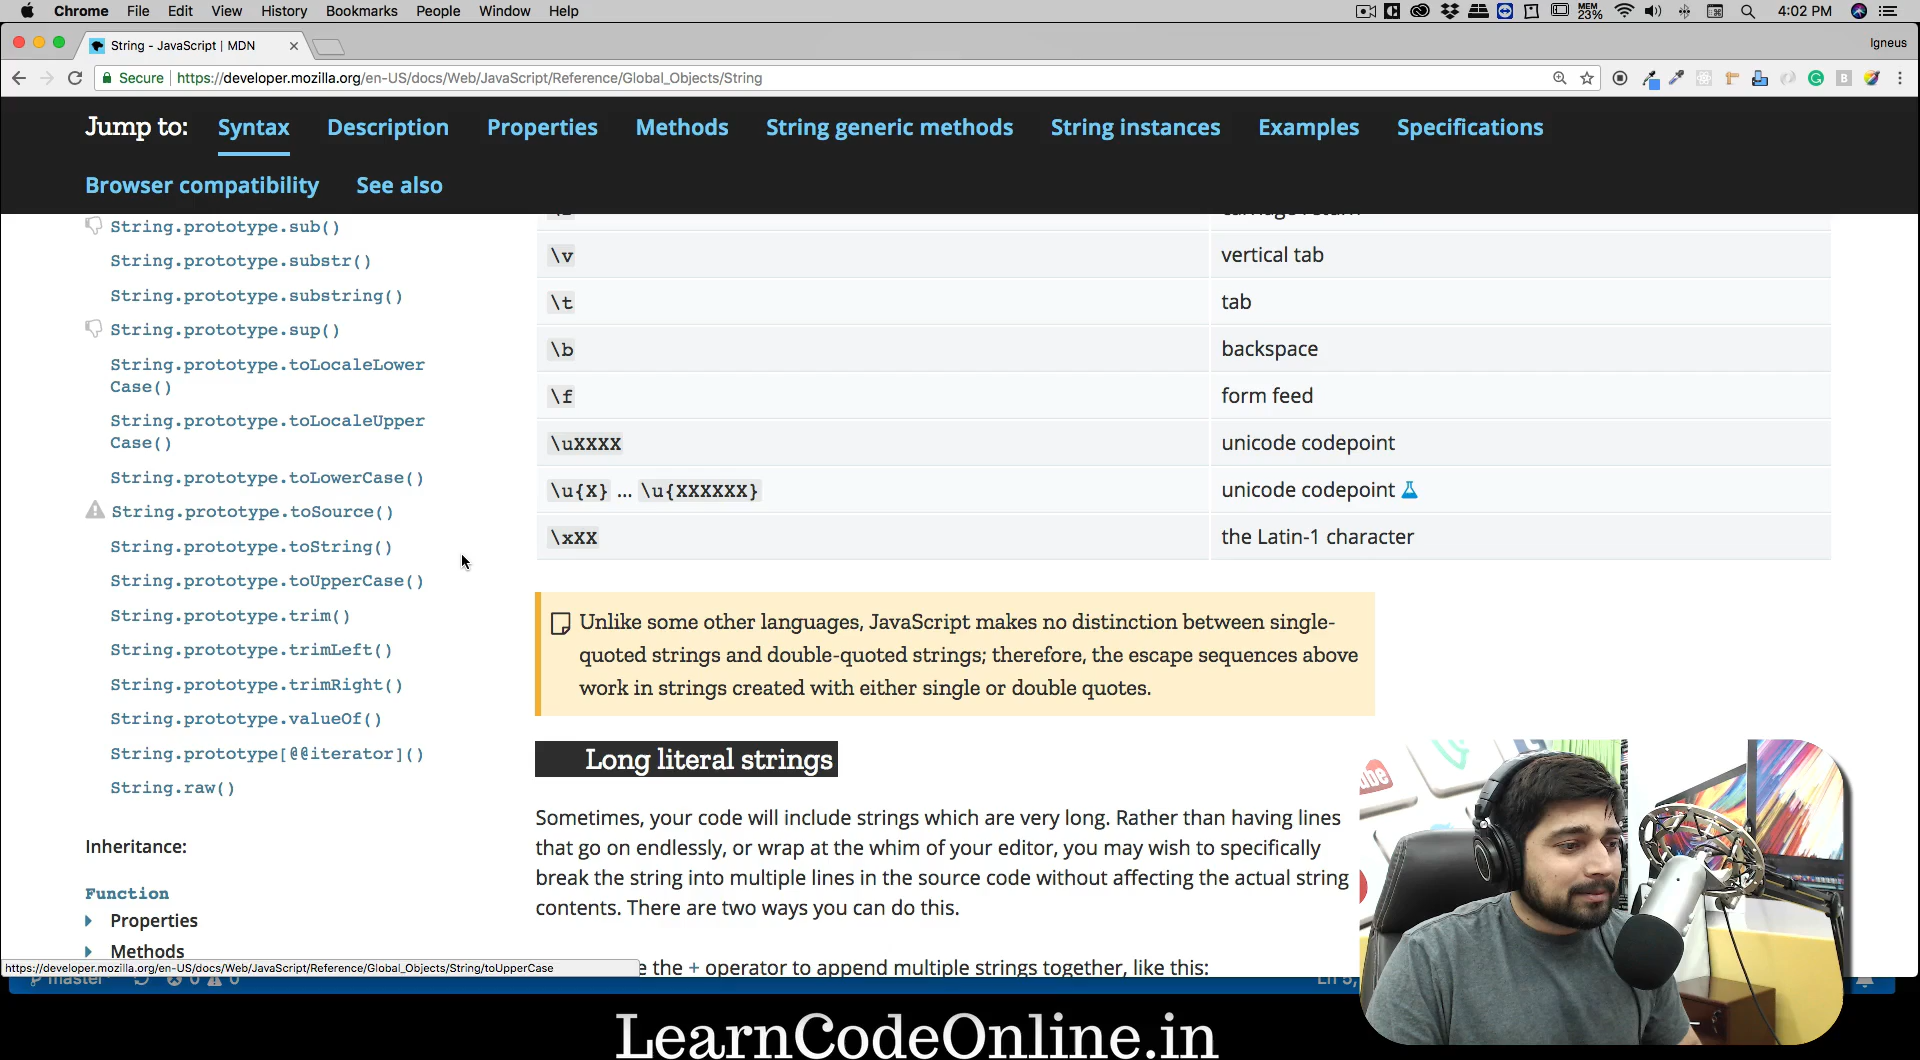 Chrome File Edit View History Bookmarks People Window Help
MEM
23%
4:02 PM
String - JavaScript | MDN
Igneus
Secure https://developer.mozilla.org/en-US/docs/Web/JavaScript/Reference/Global_Objects/String
Jump to: Syntax Description Properties Methods String generic methods String instances Examples Specifications
Browser compatibility See also
String.prototype.sub()
String.prototype.substr()
String.prototype.substring()
String.prototype.sup()
String.prototype.toLocaleLower
Case()
String.prototype.toLocaleUpper
Case()
String.prototype.toLowerCase()
String.prototype.toSource()
String.prototype.toString()
String.prototype.toUpperCase()
String.prototype.trim()
String.prototype.trimLeft()
String.prototype.trimRight()
String.prototype.valueOf()
String.prototype[@@iterator]()
String.raw()
Inheritance:
Function
Properties
Methods
https://developer.mozilla.org/en-US/docs/Web/JavaScript/Reference/Global_Objects/String/toUpperCase
carriage return
\v vertical tab
\t tab
\b backspace
\f form feed
\uXXXX unicode codepoint
\u{X} ... \u{XXXXXX} unicode codepoint
\xXX the Latin-1 character
Unlike some other languages, JavaScript makes no distinction between single-
quoted strings and double-quoted strings; therefore, the escape sequences above
work in strings created with either single or double quotes.
Long literal strings
Sometimes, your code will include strings which are very long. Rather than having lines
that go on endlessly, or wrap at the whim of your editor, you may wish to specifically
break the string into multiple lines in the source code without affecting the actual string
contents. There are two ways you can do this.
e the + operator to append multiple strings together, like this:
master 0 0
Ln 5,
LearnCodeOnline.in